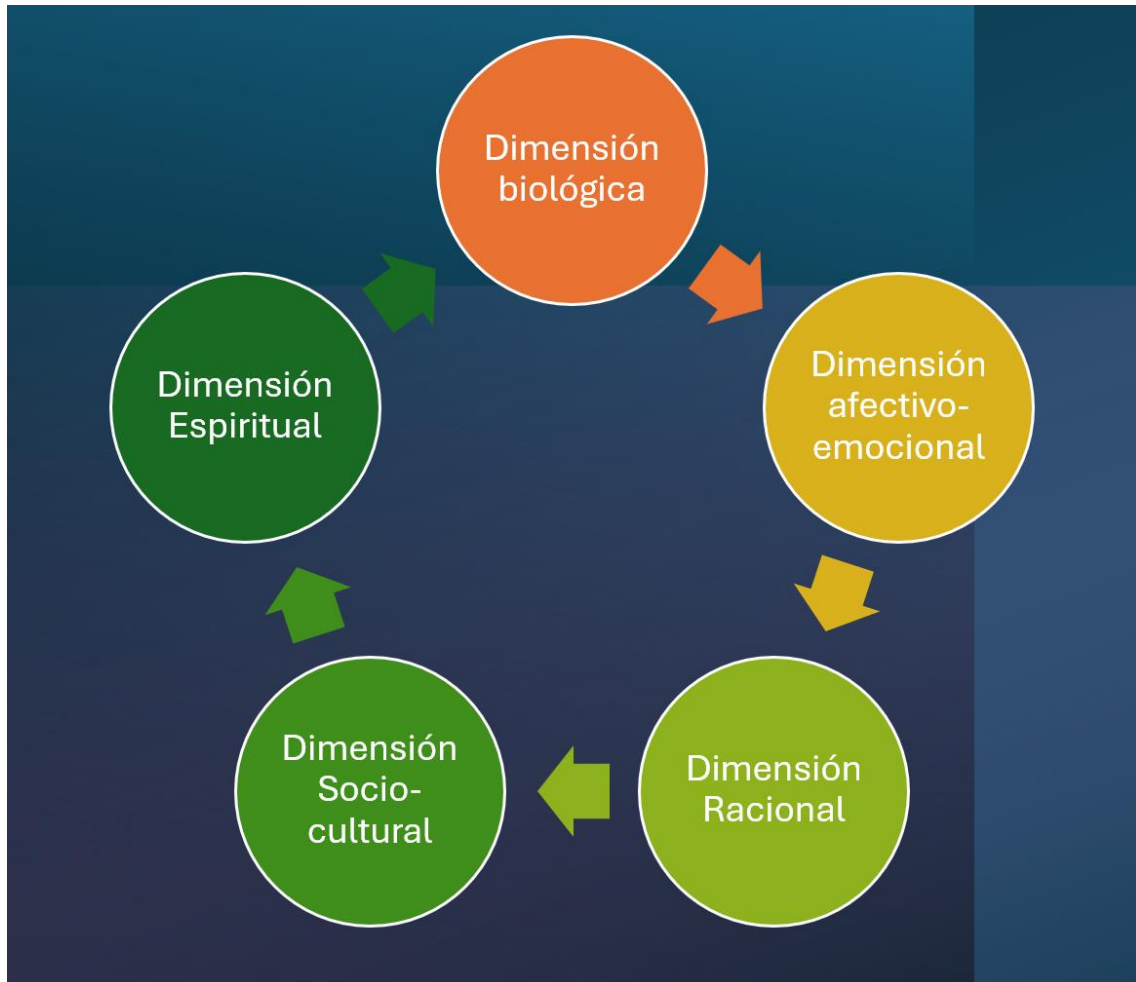 Dimensión
biológica
Dimensión
afectivo-
emocional
Dimensión
Racional
Dimensión
Socio-
cultural
Dimensión
Espiritual